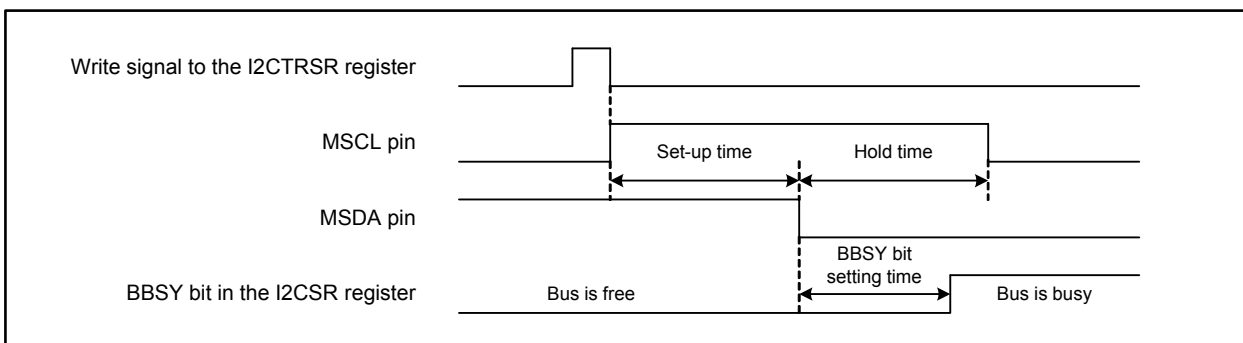 Write signal to the I2CTRSR register
MSCL pin
Set-up time
Hold time
MSDA pin
BBSY bit
setting time
BBSY bit in the I2CSR register
Bus is free
Bus is busy